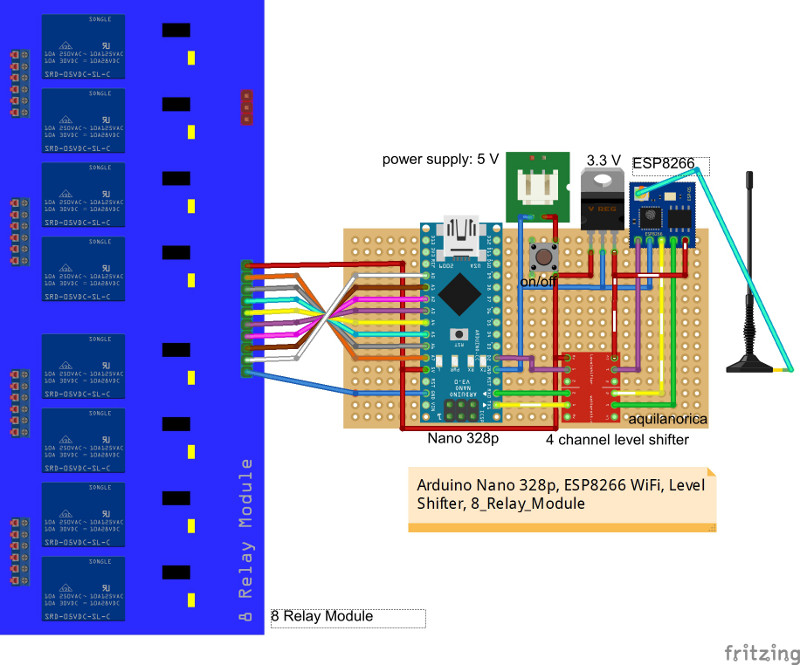 SONGLE
10A 250VAC~10A125VAC
10A 30VDC~10A28VDC
SRD-05VDC-SL-C
SONGLE
10A 250VAC~10A125VAC
10A 30VDC~10A28VDC
SRD-05VDC-SL-C
SONGLE
10A 250VAC~10A125VAC
10A 30VDC~10A28VDC
SRD-05VDC-SL-C
SONGLE
10A 250VAC~10A125VAC
10A 30VDC~10A28VDC
SRD-05VDC-SL-C
SONGLE
10A 250VAC~10A125VAC
10A 30VDC~10A28VDC
SRD-05VDC-SL-C
SONGLE
10A 250VAC~10A125VAC
10A 30VDC~10A28VDC
SRD-05VDC-SL-C
SONGLE
10A 250VAC~10A125VAC
10A 30VDC~10A28VDC
SRD-05VDC-SL-C
SONGLE
10A 250VAC~10A125VAC
10A 30VDC~10A28VDC
SRD-05VDC-SL-C
8 Relay Module
power supply: 5 V
3.3 V
ESP8266
V REG
on/off
USA
2009
RST
ARDUINO
NANO
V3.0
aquilanorica
Nano 328p
4 channel level shifter
Arduino Nano 328p, ESP8266 WiFi, Level
Shifter, 8_Relay_Module
8 Relay Module
fritzing